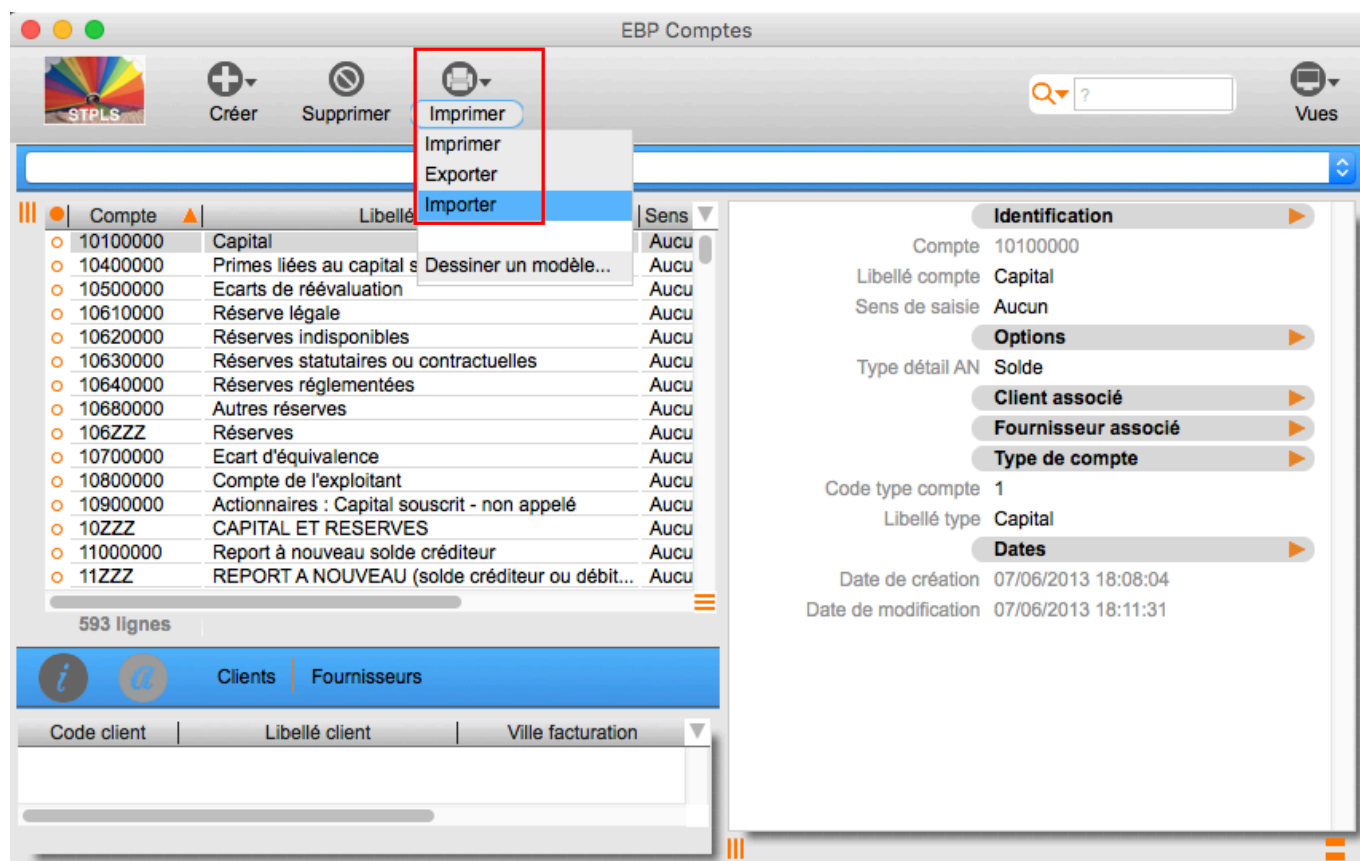 EBP Comptes
STPLS
Créer
Supprimer
Imprimer
?
Vues
Imprimer
Exporter
Importer
Dessiner un modèle...
Compte Libellé Sens
10100000 Capital Aucu
10400000 Primes liées au capital s Aucu
10500000 Ecarts de réévaluation Aucu
10610000 Réserve légale Aucu
10620000 Réserves indisponibles Aucu
10630000 Réserves statutaires ou contractuelles Aucu
10640000 Réserves réglementées Aucu
10680000 Autres réserves Aucu
106ZZZ Réserves Aucu
10700000 Ecart d'équivalence Aucu
10800000 Compte de l'exploitant Aucu
10900000 Actionnaires : Capital souscrit - non appelé Aucu
10ZZZ CAPITAL ET RESERVES Aucu
11000000 Report à nouveau solde créditeur Aucu
11ZZZ REPORT A NOUVEAU (solde créditeur ou débit... Aucu
593 lignes
Identification
Compte 10100000
Libellé compte Capital
Sens de saisie Aucun
Options
Type détail AN Solde
Client associé
Fournisseur associé
Type de compte
Code type compte 1
Libellé type Capital
Dates
Date de création 07/06/2013 18:08:04
Date de modification 07/06/2013 18:11:31
i @ Clients Fournisseurs
Code client Libellé client Ville facturation